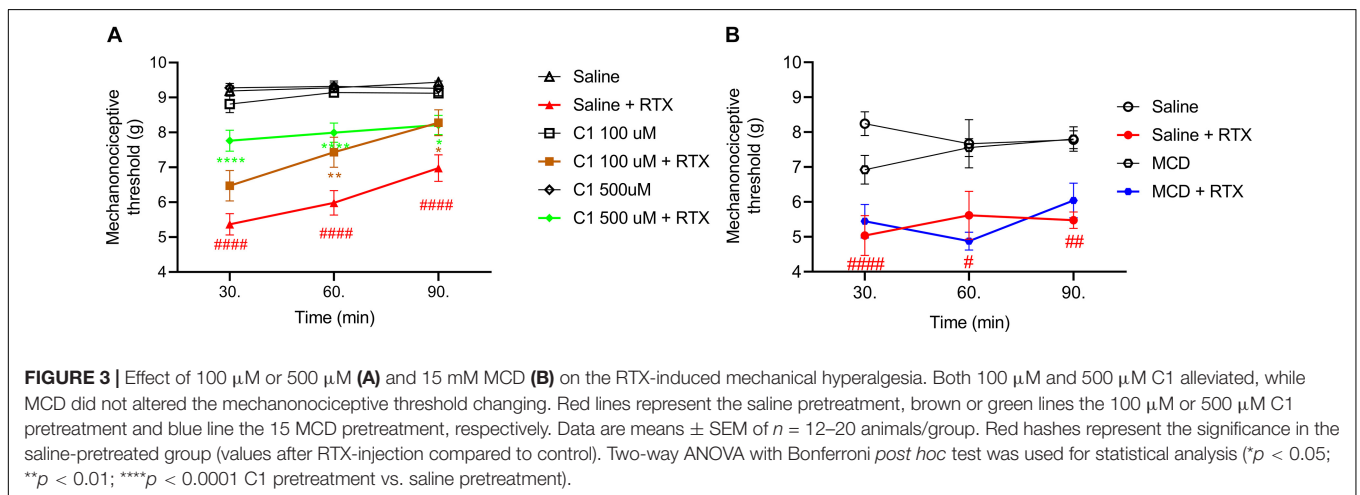 A
Mechanonociceptive
threshold (g)
10
9
8
7
6
5
4
30.
60.
90.
Time (min)
####
####
####
****
****
**
*
*
Saline
Saline + RTX
C1 100 uM
C1 100 uM + RTX
C1 500uM
C1 500 uM + RTX
B
Mechanonociceptive
threshold (g)
10
9
8
7
6
5
4
30.
60.
90.
Time (min)
####
#
##
Saline
Saline + RTX
MCD
MCD + RTX
FIGURE 3 | Effect of 100 μM or 500 μM (A) and 15 mM MCD (B) on the RTX-induced mechanical hyperalgesia. Both 100 μM and 500 μM C1 alleviated, while
MCD did not altered the mechanonociceptive threshold changing. Red lines represent the saline pretreatment, brown or green lines the 100 μM or 500 μM C1
pretreatment and blue line the 15 MCD pretreatment, respectively. Data are means ± SEM of n = 12–20 animals/group. Red hashes represent the significance in the
saline-pretreated group (values after RTX-injection compared to control). Two-way ANOVA with Bonferroni post hoc test was used for statistical analysis (*p < 0.05;
**p < 0.01; ****p < 0.0001 C1 pretreatment vs. saline pretreatment).